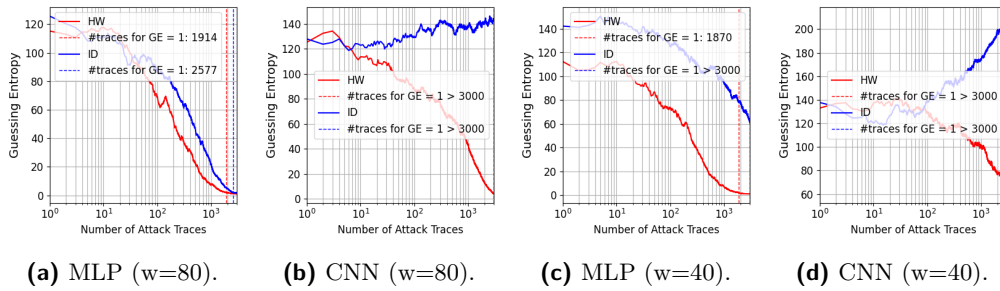 Guessing Entropy
120
100
80
60
40
20
0
HW
#traces for GE = 1: 1914
ID
#traces for GE = 1: 2577
10^0
10^1
10^2
10^3
Number of Attack Traces
(a) MLP (w=80).
Guessing Entropy
140
120
100
80
60
40
20
0
HW
#traces for GE = 1 > 3000
ID
#traces for GE = 1 > 3000
10^0
10^1
10^2
10^3
Number of Attack Traces
(b) CNN (w=80).
Guessing Entropy
140
120
100
80
60
40
20
0
HW
#traces for GE = 1: 1870
ID
#traces for GE = 1 > 3000
10^0
10^1
10^2
10^3
Number of Attack Traces
(c) MLP (w=40).
Guessing Entropy
200
180
160
140
120
100
80
60
HW
#traces for GE = 1 > 3000
ID
#traces for GE = 1 > 3000
10^0
10^1
10^2
10^3
Number of Attack Traces
(d) CNN (w=40).